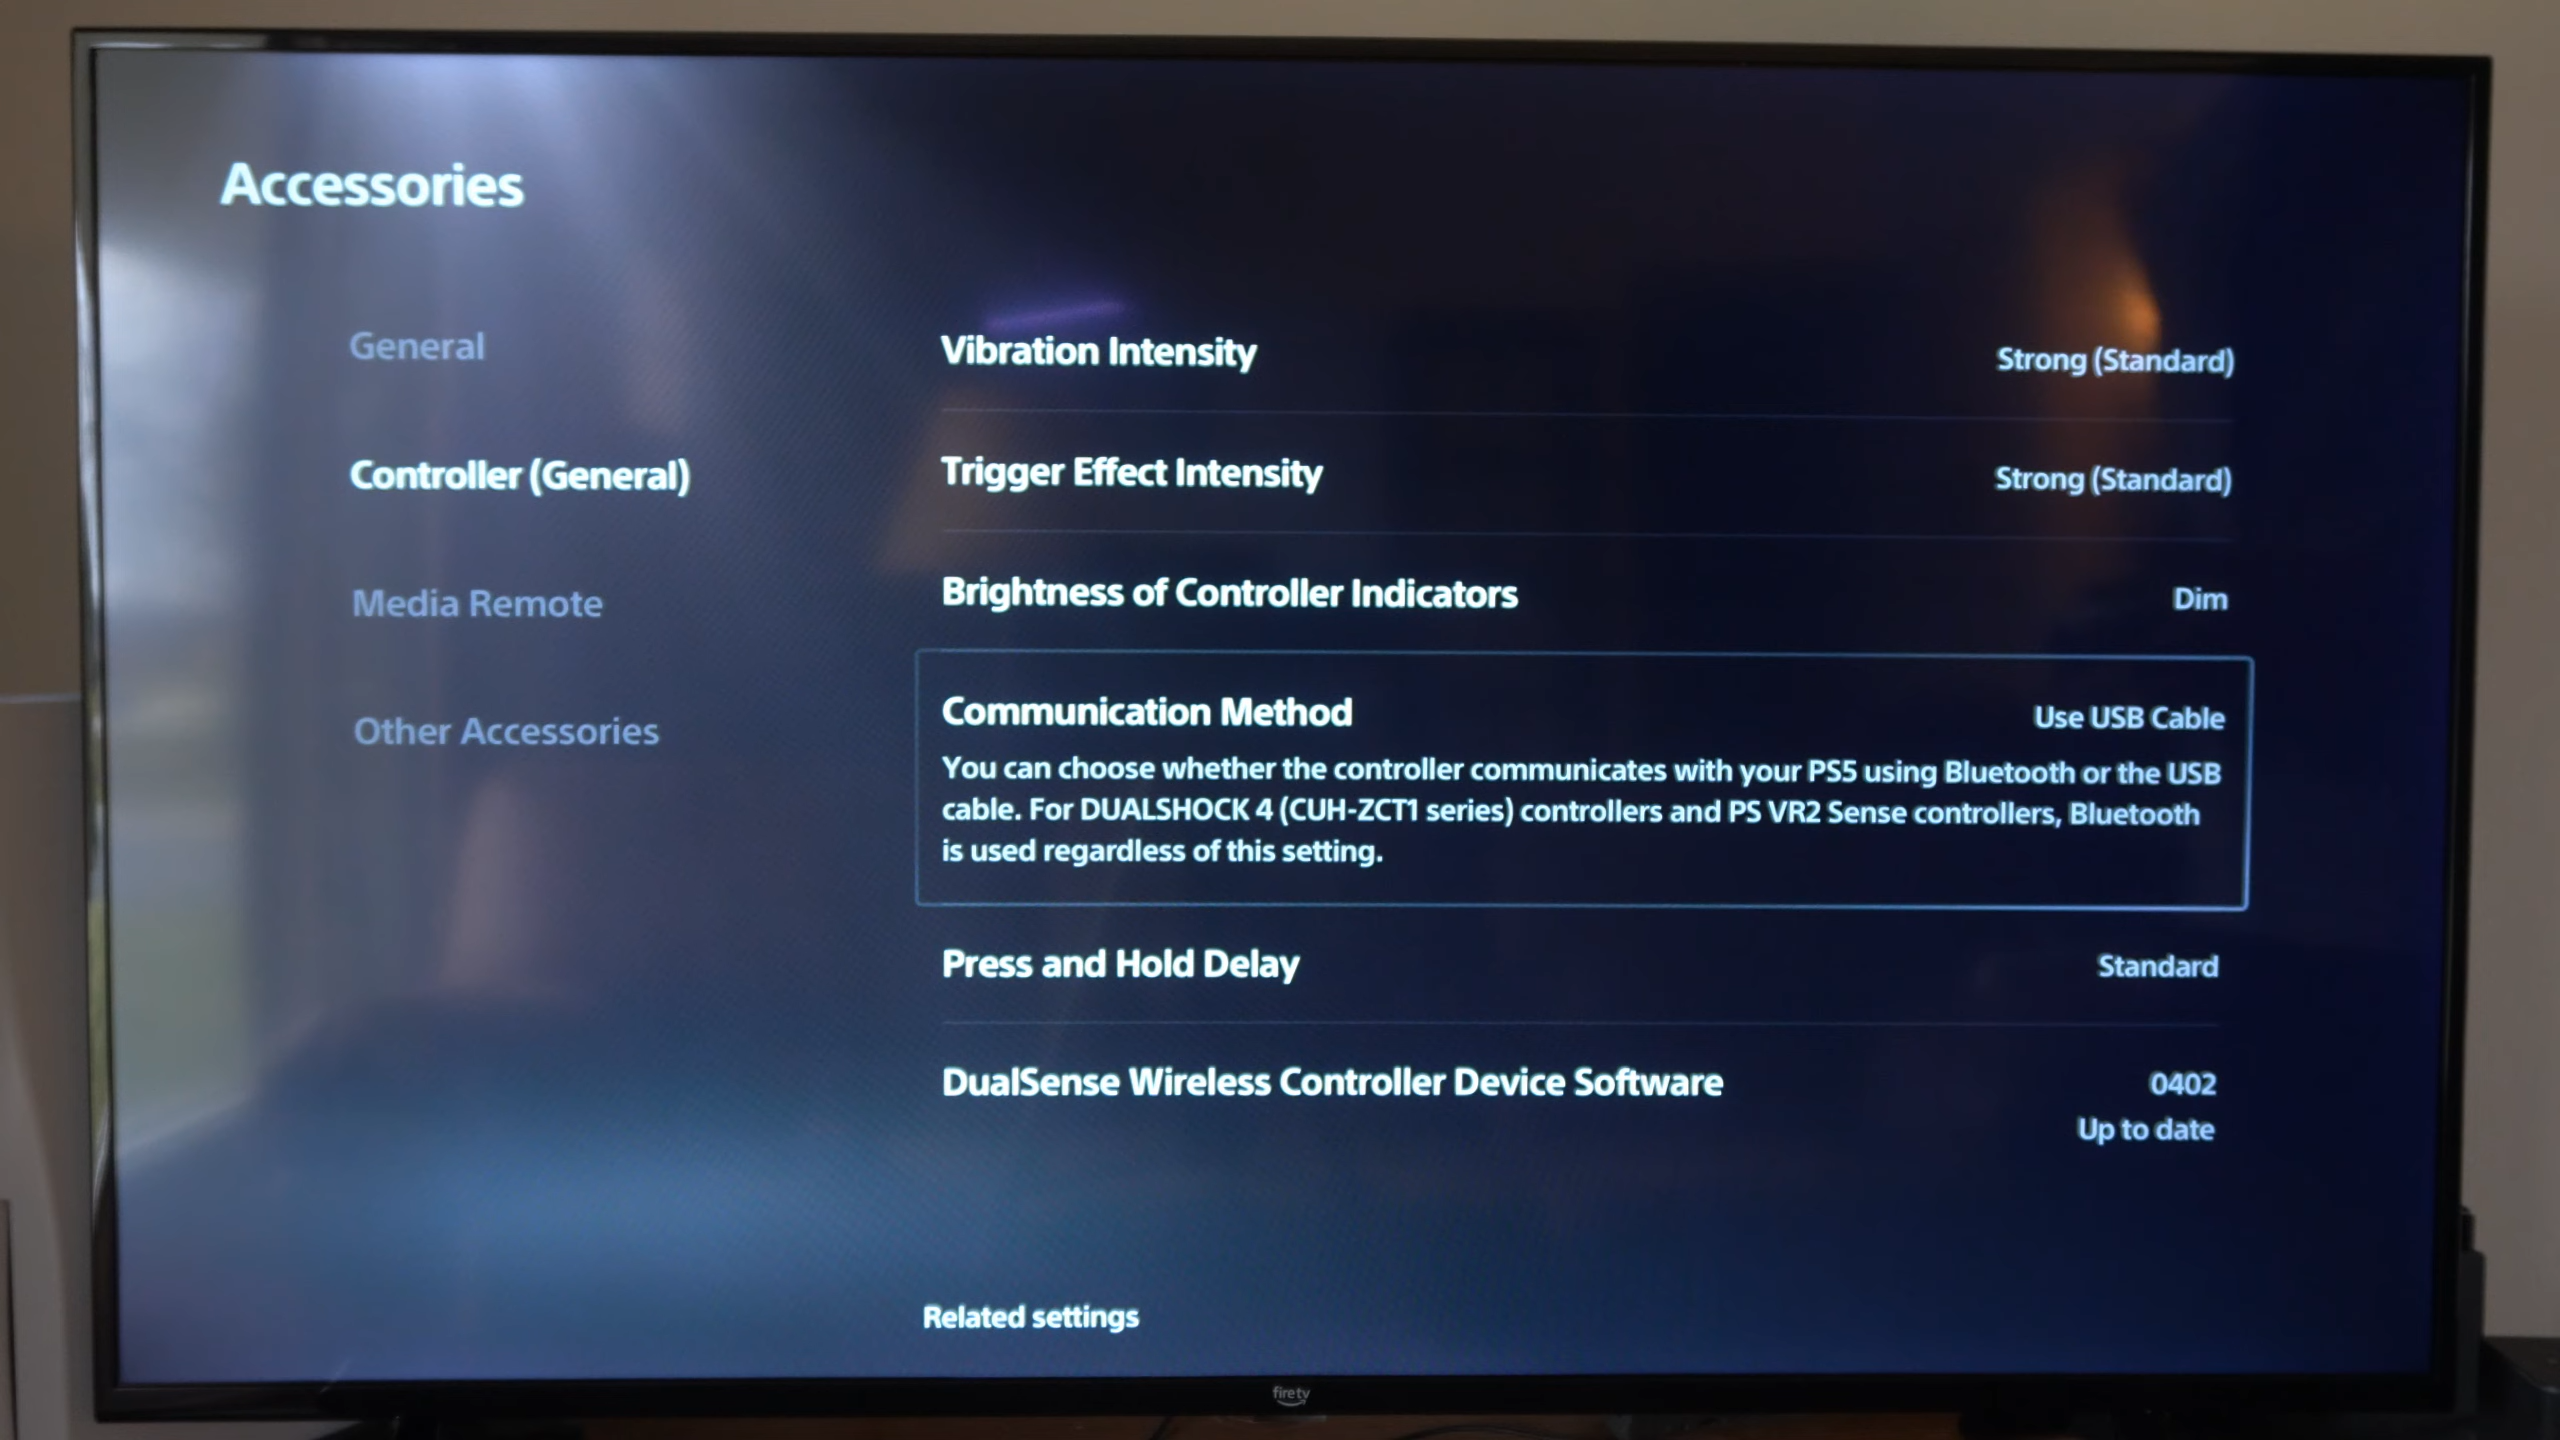 Accessories
General
Controller (General)
Media Remote
Other Accessories
Vibration Intensity
Strong (Standard)
Trigger Effect Intensity
Strong (Standard)
Brightness of Controller Indicators
Dim
Communication Method
Use USB Cable
You can choose whether the controller communicates with your PS5 using Bluetooth or the USB
cable. For DUALSHOCK 4 (CUH-ZCT1 series) controllers and PS VR2 Sense controllers, Bluetooth
is used regardless of this setting.
Press and Hold Delay
Standard
DualSense Wireless Controller Device Software
0402
Up to date
Related settings
firetv